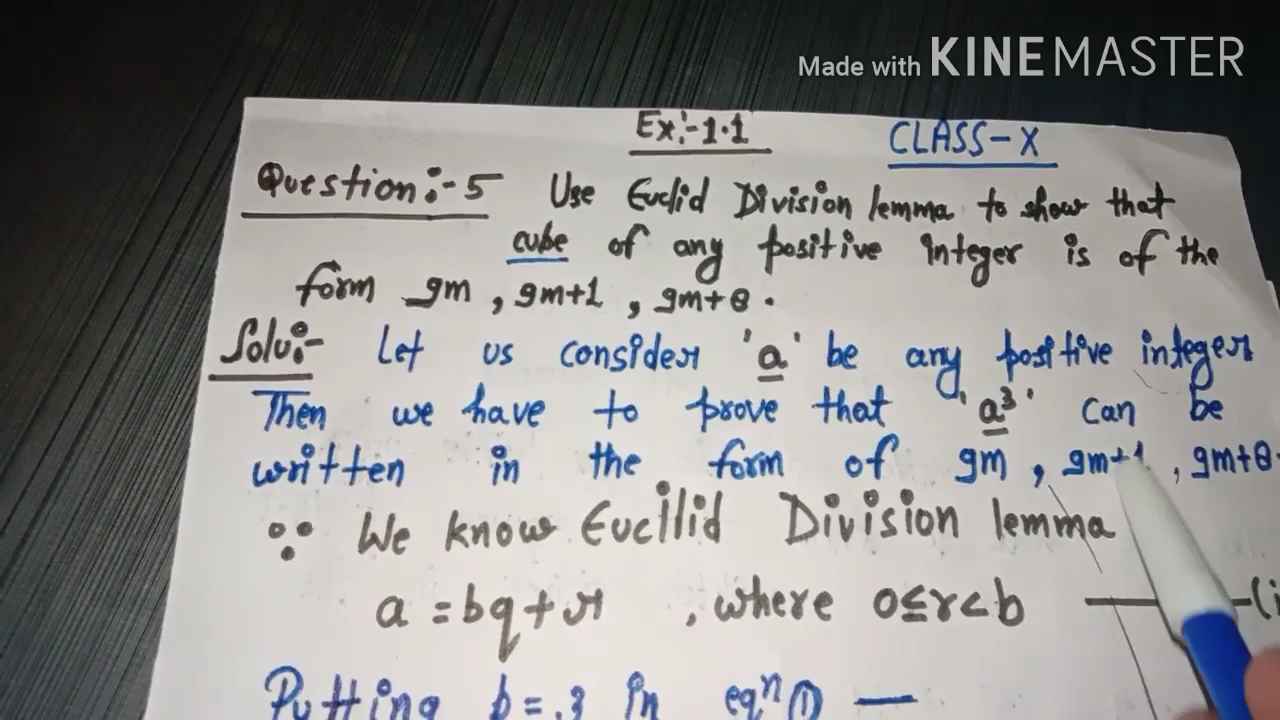 Made with KINEMASTER
Ex:-1.1 CLASS-X
Question:-5 Use Euclid Division lemma to show that
cube of any positive integer is of the
form 9m, 9m+1, 9m+8.
Solu:- Let us consider 'a' be any positive integer
Then we have to prove that 'a³' can be
written in the form of 9m, 9m+1, 9m+8.
∵ We know Eucilid Division lemma
a = bq + r , where 0≤r<b —(i
Putting b = 3 in eqⁿ ① —